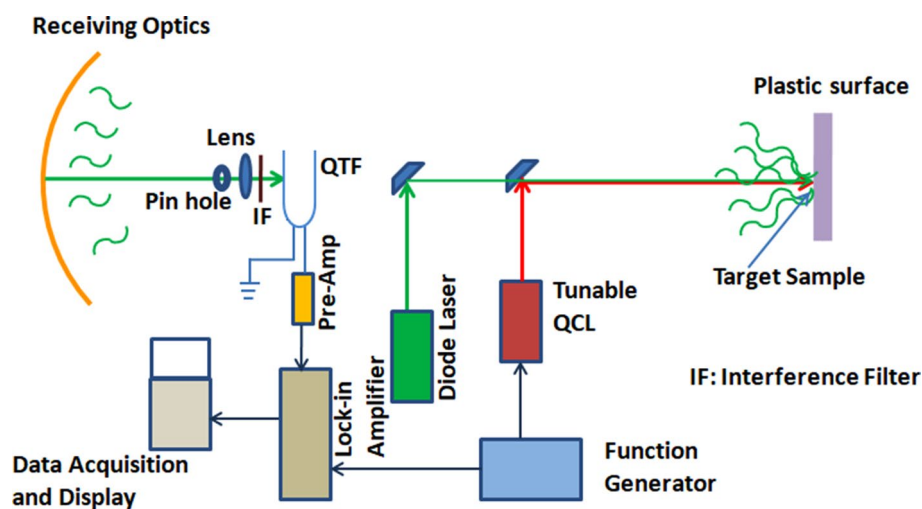 Receiving Optics
Plastic surface
Lens
QTF
Pin hole
IF
Pre-Amp
Target Sample
Tunable
QCL
Diode Laser
IF: Interference Filter
Lock-in
Amplifier
Data Acquisition
and Display
Function
Generator